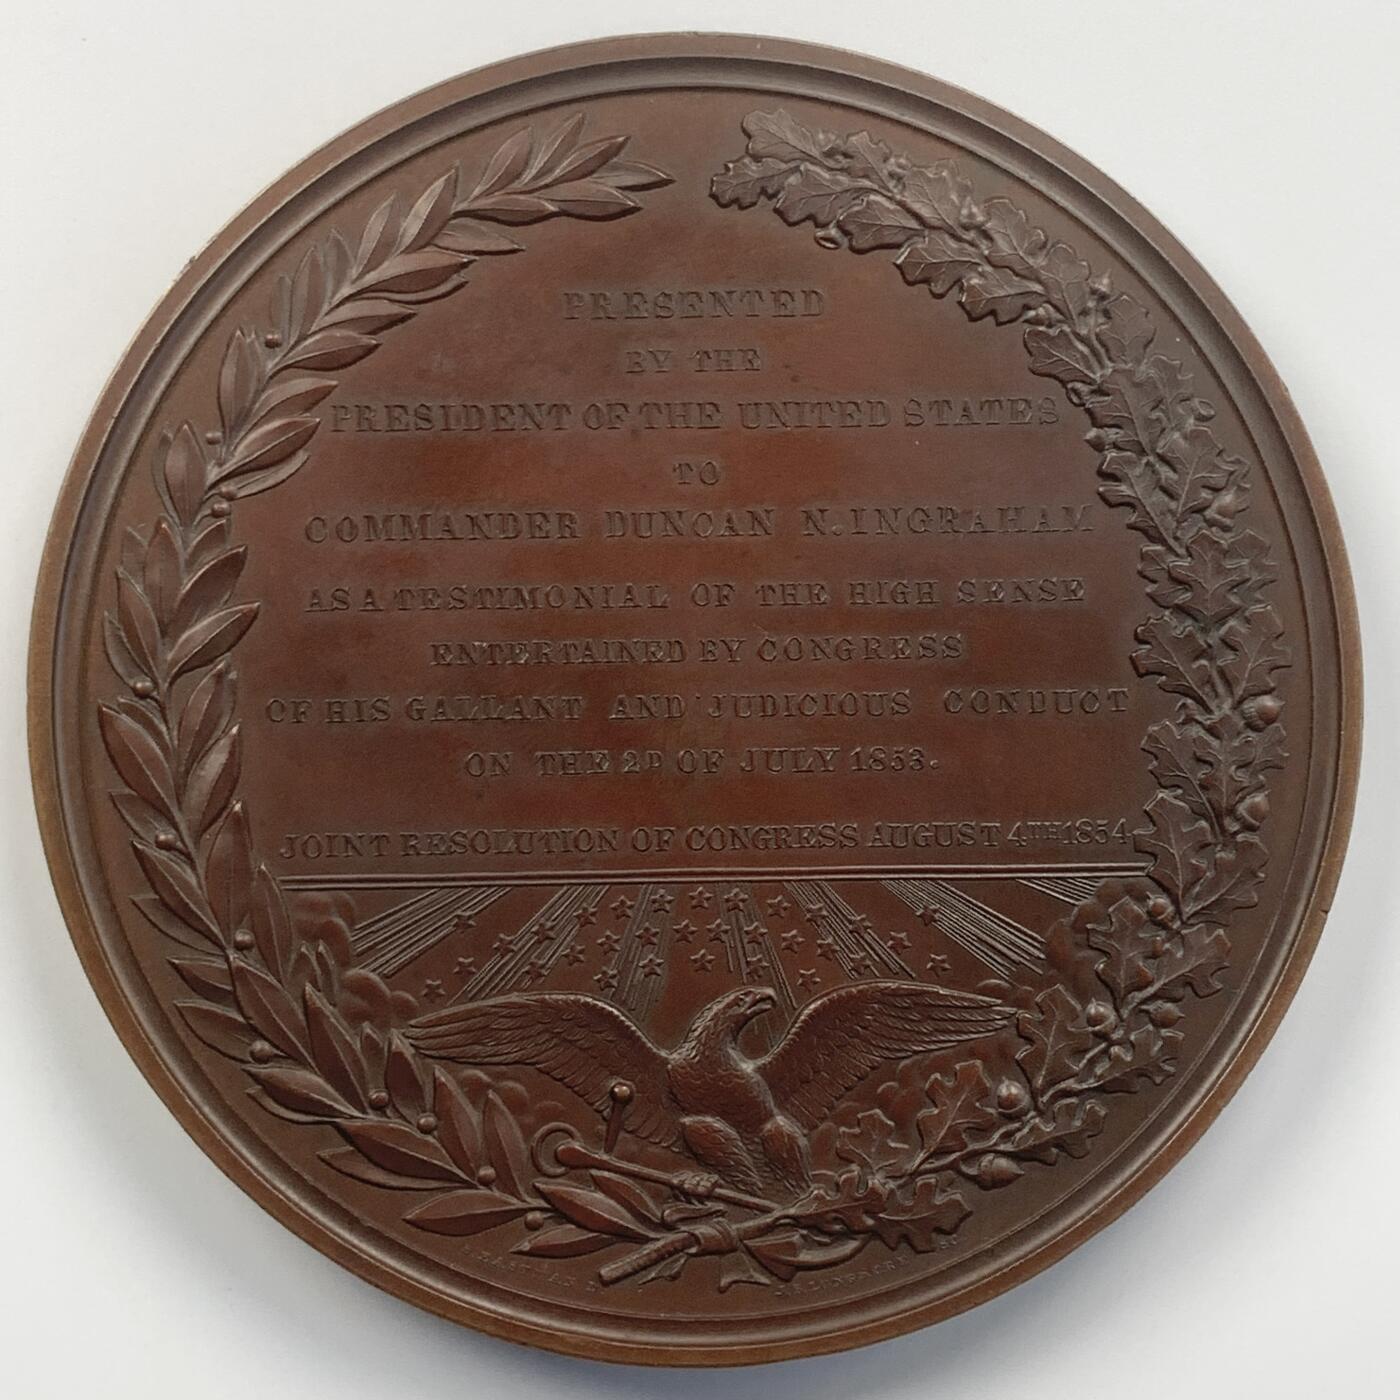 PRESENTED
BY THE
PRESIDENT OF THE UNITED STATES
TO
COMMANDER DUNCAN N. INGRAHAM
AS A TESTIMONIAL OF THE HIGH SENSE
ENTERTAINED BY CONGRESS
OF HIS GALLANT AND JUDICIOUS CONDUCT
ON THE 2D OF JULY 1853.
JOINT RESOLUTION OF CONGRESS AUGUST 4TH 1854